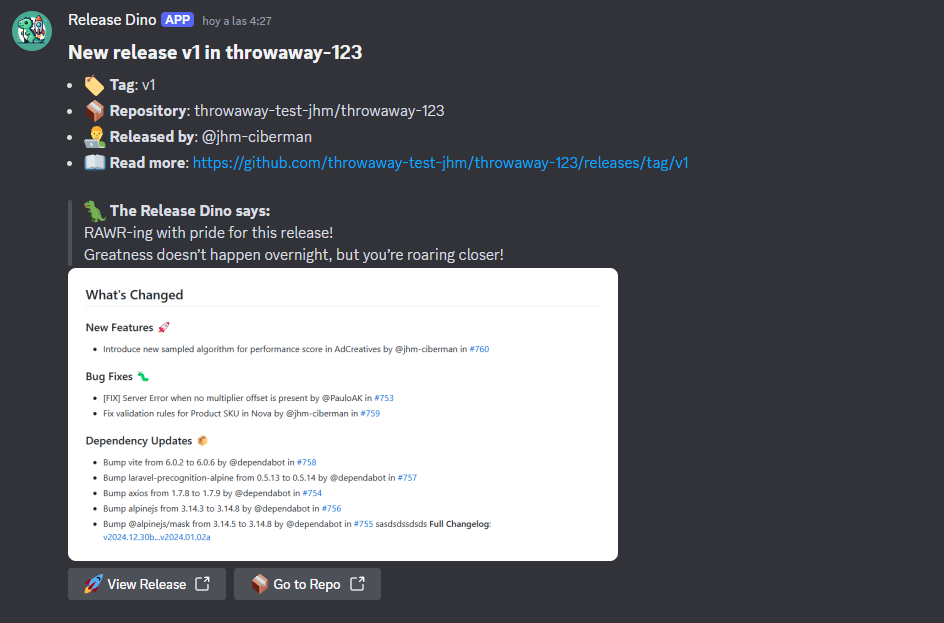 Release Dino APP hoy a las 4:27
New release v1 in throwaway-123
Tag: v1
Repository: throwaway-test-jhm/throwaway-123
Released by: @jhm-ciberman
Read more: https://github.com/throwaway-test-jhm/throwaway-123/releases/tag/v1
The Release Dino says:
RAWR-ing with pride for this release!
Greatness doesn’t happen overnight, but you’re roaring closer!
What's Changed
New Features
Introduce new sampled algorithm for performance score in AdCreatives by @jhm-ciberman in #760
Bug Fixes
[FIX] Server Error when no multiplier offset is present by @PauloAK in #753
Fix validation rules for Product SKU in Nova by @jhm-ciberman in #759
Dependency Updates
Bump vite from 6.0.2 to 6.0.6 by @dependabot in #758
Bump laravel-precognition-alpine from 0.5.13 to 0.5.14 by @dependabot in #757
Bump axios from 1.7.8 to 1.7.9 by @dependabot in #754
Bump alpinejs from 3.14.3 to 3.14.8 by @dependabot in #756
Bump @alpinejs/mask from 3.14.5 to 3.14.8 by @dependabot in #755 sasdsdssdsds Full Changelog:
v2024.12.30b...v2024.01.02a
View Release
Go to Repo